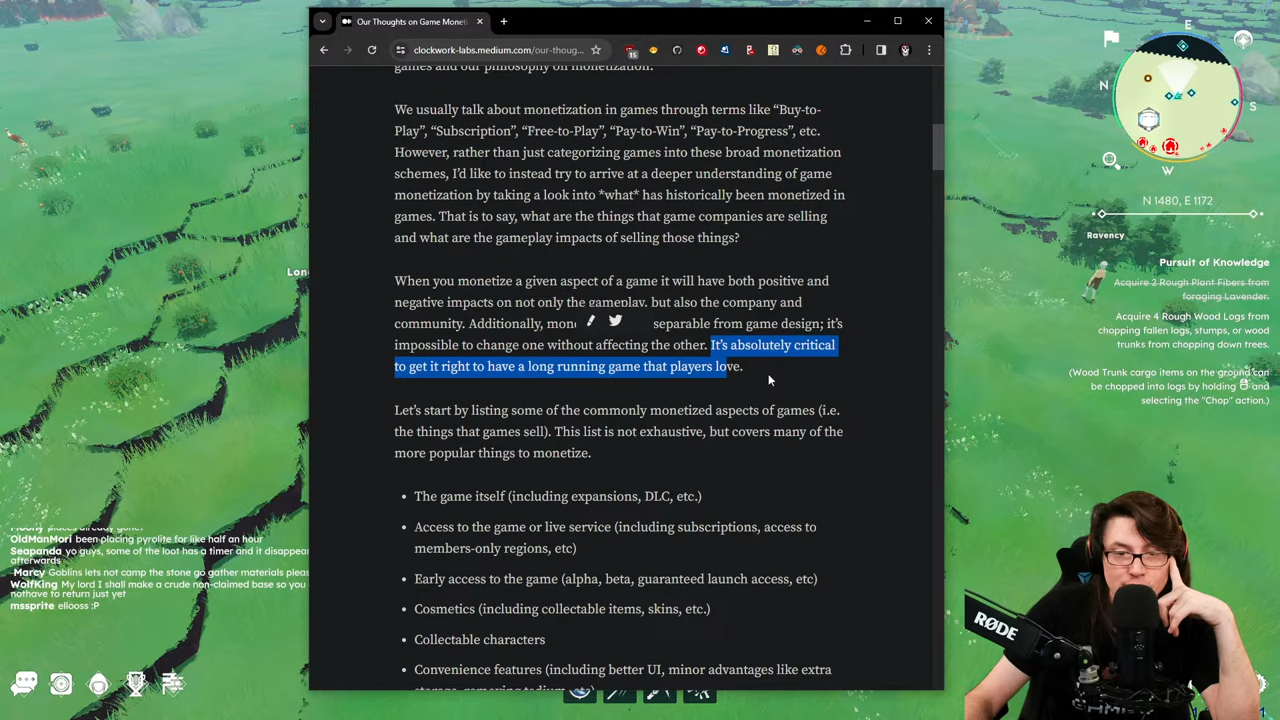 Our Thoughts on Game Moneti
clockwork-labs.medium.com/our-thoug...
15
games and our philosophy on monetization.
We usually talk about monetization in games through terms like “Buy-to-
Play”, “Subscription”, “Free-to-Play”, “Pay-to-Win”, “Pay-to-Progress”, etc.
However, rather than just categorizing games into these broad monetization
schemes, I’d like to instead try to arrive at a deeper understanding of game
monetization by taking a look into *what* has historically been monetized in
games. That is to say, what are the things that game companies are selling
and what are the gameplay impacts of selling those things?
When you monetize a given aspect of a game it will have both positive and
negative impacts on not only the gameplay, but also the company and
community. Additionally, mone separable from game design; it’s
impossible to change one without affecting the other. It’s absolutely critical
to get it right to have a long running game that players love.
Let’s start by listing some of the commonly monetized aspects of games (i.e.
the things that games sell). This list is not exhaustive, but covers many of the
more popular things to monetize.
• The game itself (including expansions, DLC, etc.)
• Access to the game or live service (including subscriptions, access to
members-only regions, etc)
• Early access to the game (alpha, beta, guaranteed launch access, etc)
• Cosmetics (including collectable items, skins, etc.)
• Collectable characters
• Convenience features (including better UI, minor advantages like extra
E
N
S
W
N 1480, E 1172
Ravency
Pursuit of Knowledge
Acquire 2 Rough Plant Fibers from
foraging Lavender.
Acquire 4 Rough Wood Logs from
chopping fallen logs, stumps, or wood
trunks from chopping down trees.
(Wood Trunk cargo items on the ground can
be chopped into logs by holding and
selecting the "Chop" action.)
Lon
places already gone?
OldManMori been placing pyrolite for like half an
Seapanda yo guys, some of the loot has a timer and it disappea
afterwards
Marcy Goblins lets not camp the stone go gather materials pleas
WolfKing My lord I shall make a crude non-claimed base so you
nothave to return just yet
mssprite ellooss :P
RØDE